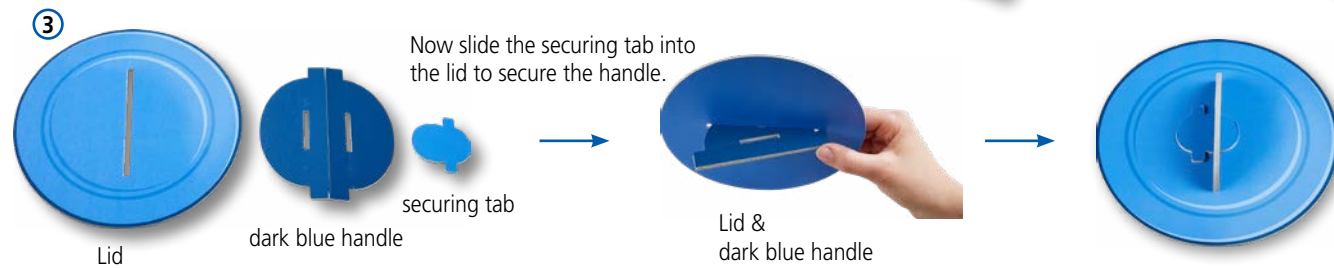 3
Now slide the securing tab into
the lid to secure the handle.
Lid
dark blue handle
securing tab
Lid &
dark blue handle